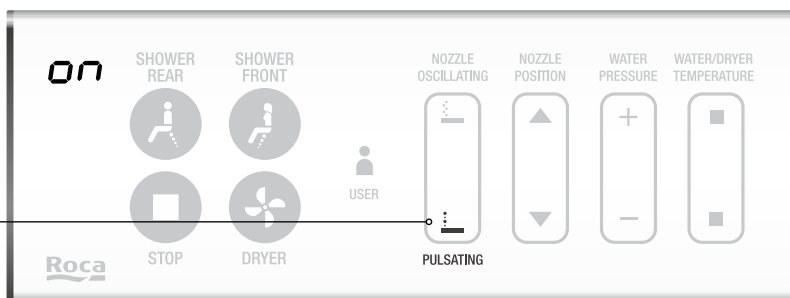 on
SHOWER
REAR
SHOWER
FRONT
NOZZLE
OSCILLATING
NOZZLE
POSITION
WATER
PRESSURE
WATER/DRYER
TEMPERATURE
USER
STOP
DRYER
PULSATING
Roca